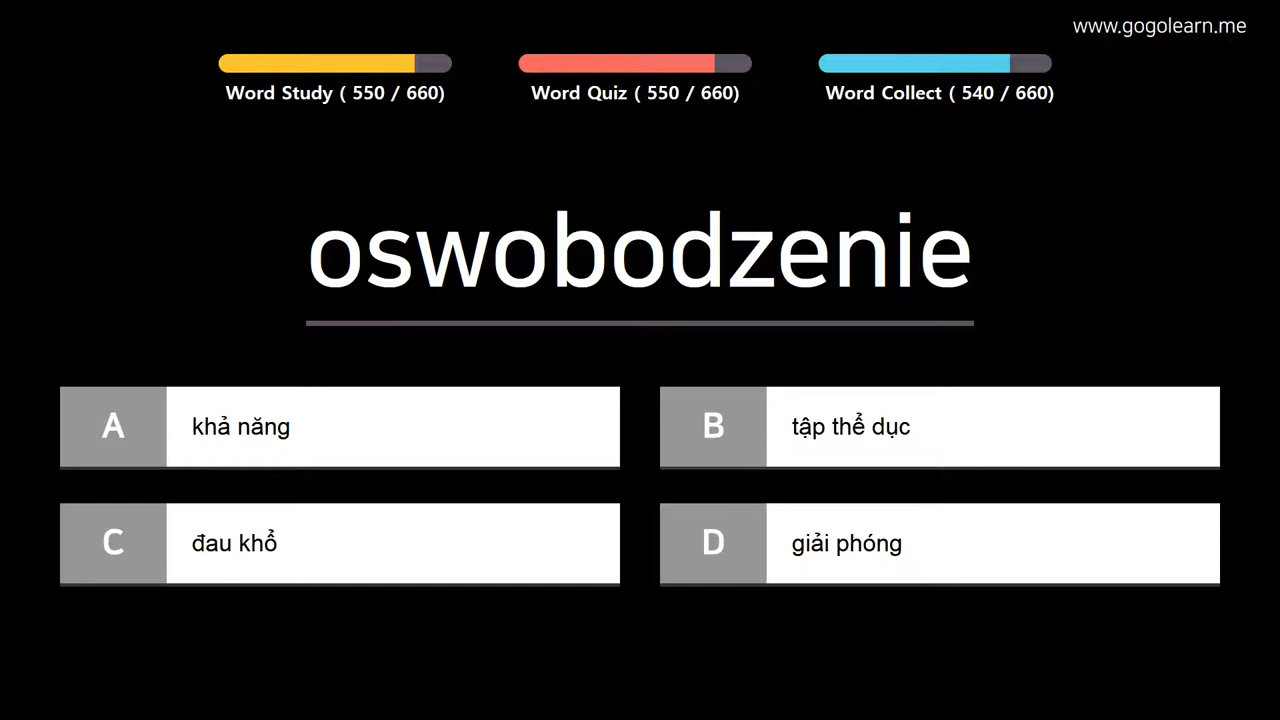 www.gogolearn.me
Word Study ( 550 / 660)
Word Quiz ( 550 / 660)
Word Collect ( 540 / 660)
oswobodzenie
A khả năng
B tập thể dục
C đau khổ
D giải phóng